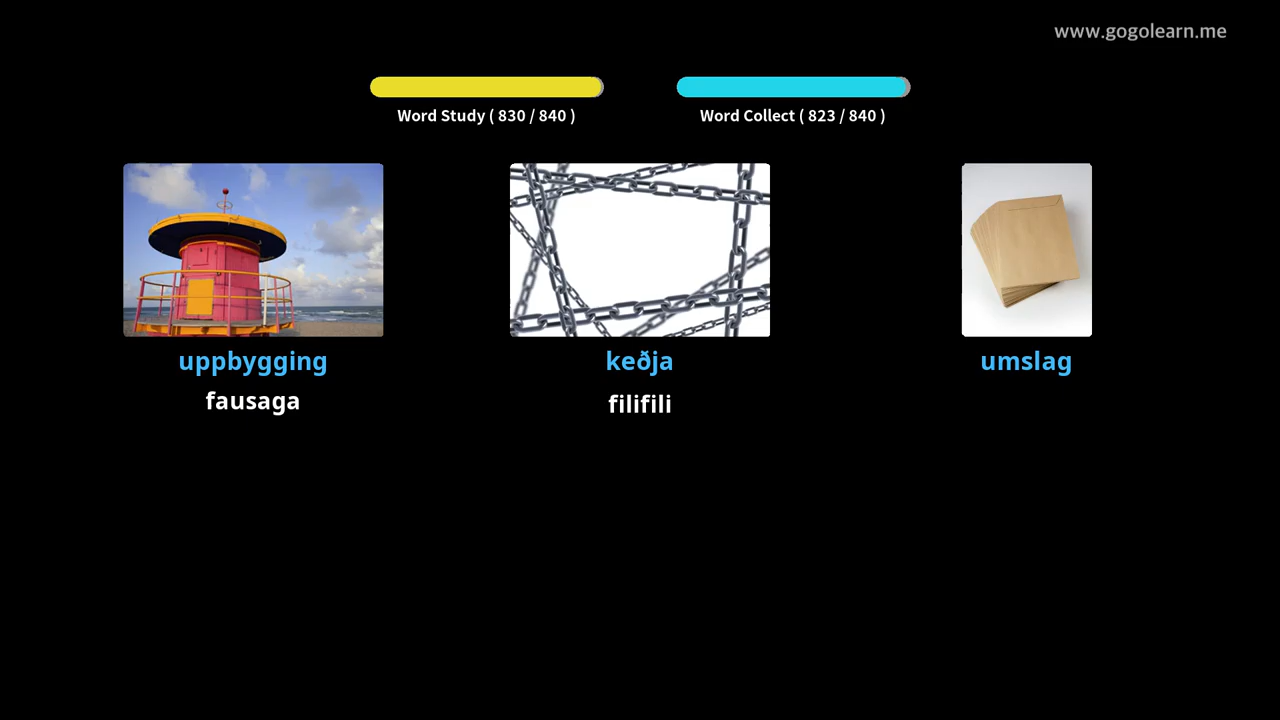 www.gogolearn.me
Word Study ( 830 / 840 )
Word Collect ( 823 / 840 )
uppbygging
keðja
umslag
fausaga
filifili